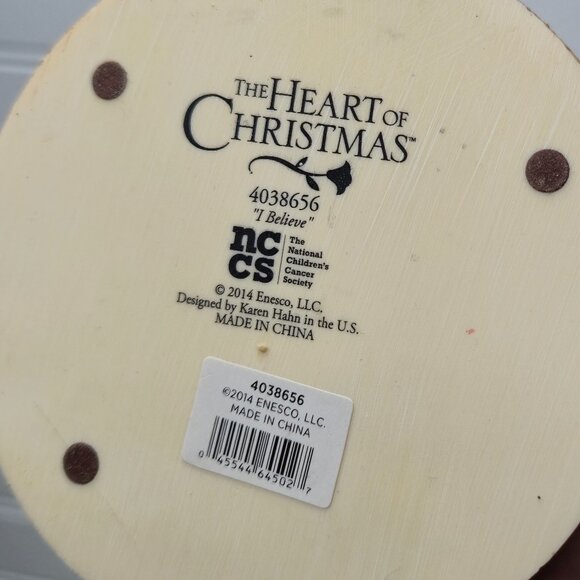 THE HEART OF
CHRISTMAS™
4038656
"I Believe"
nc
cs
The
National
Children's
Cancer
Society
© 2014 Enesco, LLC.
Designed by Karen Hahn in the U.S.
MADE IN CHINA
4038656
©2014 ENESCO, LLC.
MADE IN CHINA
0 45544 64502 7